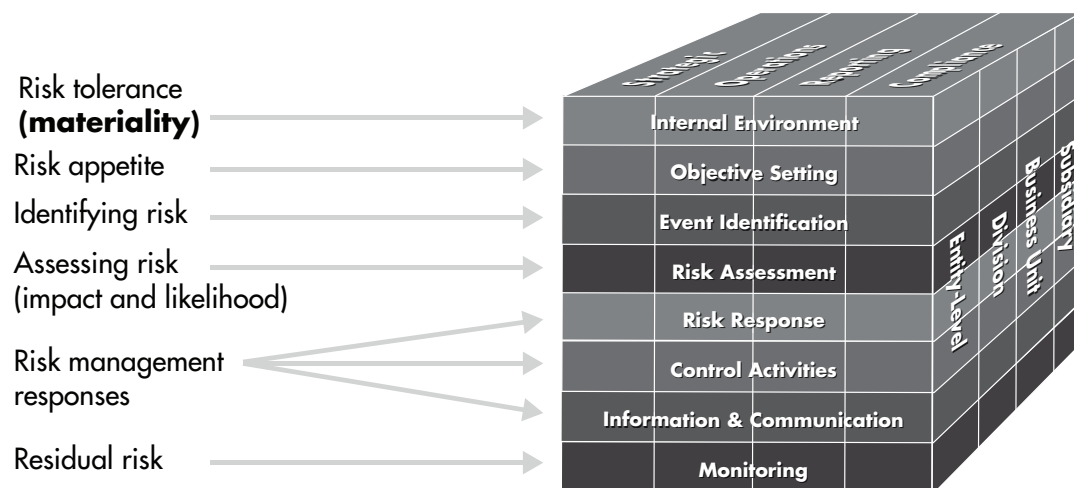 Risk tolerance
(materiality)
Risk appetite
Identifying risk
Assessing risk
(impact and likelihood)
Risk management
responses
Residual risk
Strategic
Operations
Reporting
Compliance
Internal Environment
Objective Setting
Event Identification
Risk Assessment
Risk Response
Control Activities
Information & Communication
Monitoring
Entity-Level
Division
Business Unit
Subsidiary